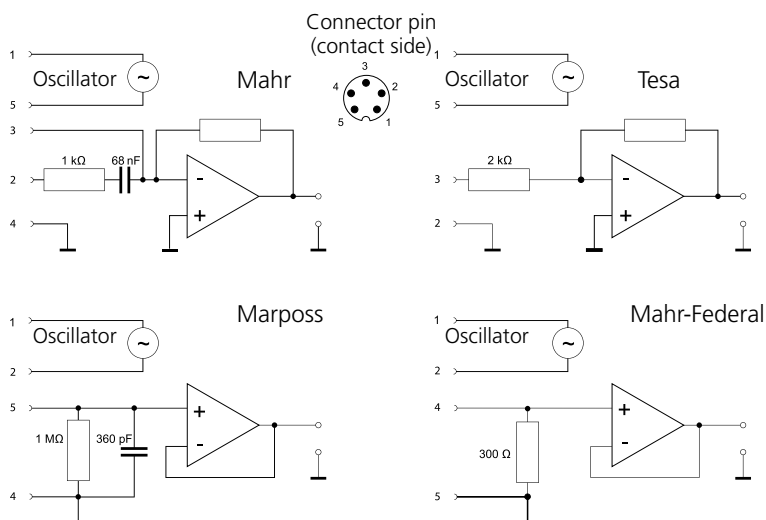 Connector pin
(contact side)
3
4
2
5
1
Mahr
1
Oscillator
~
5
3
1 kΩ
68 nF
2
-
+
4
Tesa
1
Oscillator
~
5
2 kΩ
3
-
+
2
Marposs
1
Oscillator
~
2
5
+
-
1 MΩ
360 pF
4
Mahr-Federal
1
Oscillator
~
2
4
+
-
300 Ω
5